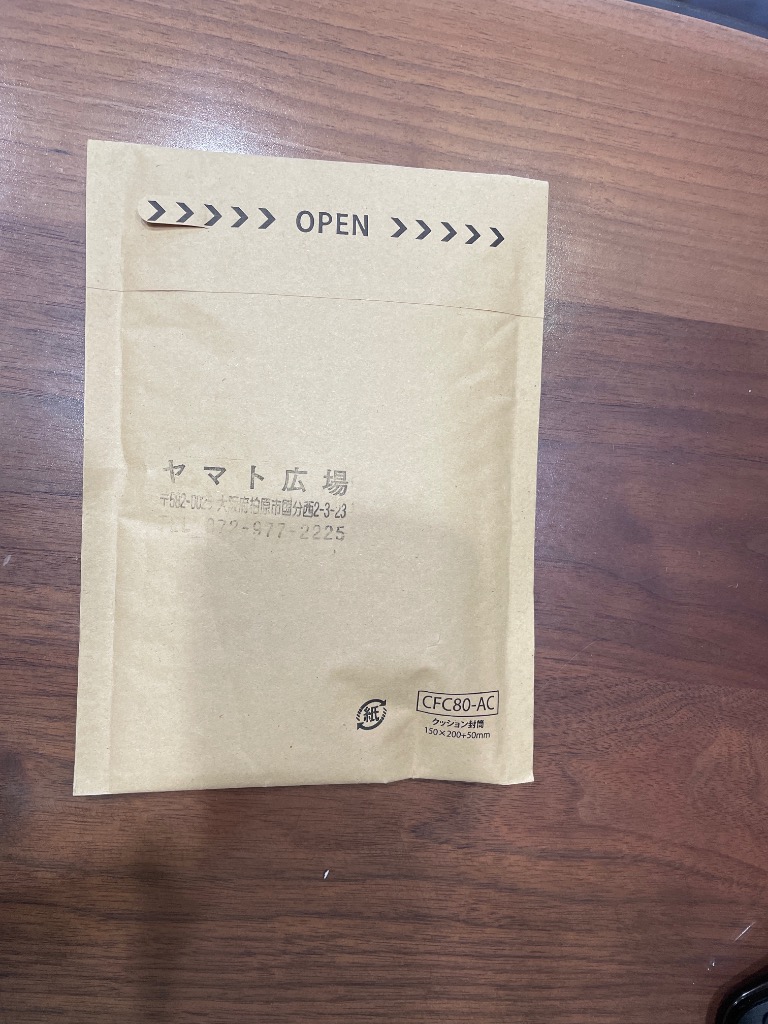 ❯❯❯❯❯ OPEN ❯❯❯❯❯
ヤマト広場
大阪府柏原市国分西2-3-23
TEL 072-977-2225
紙
CFC80-AC
クッション封筒
150×200+50mm